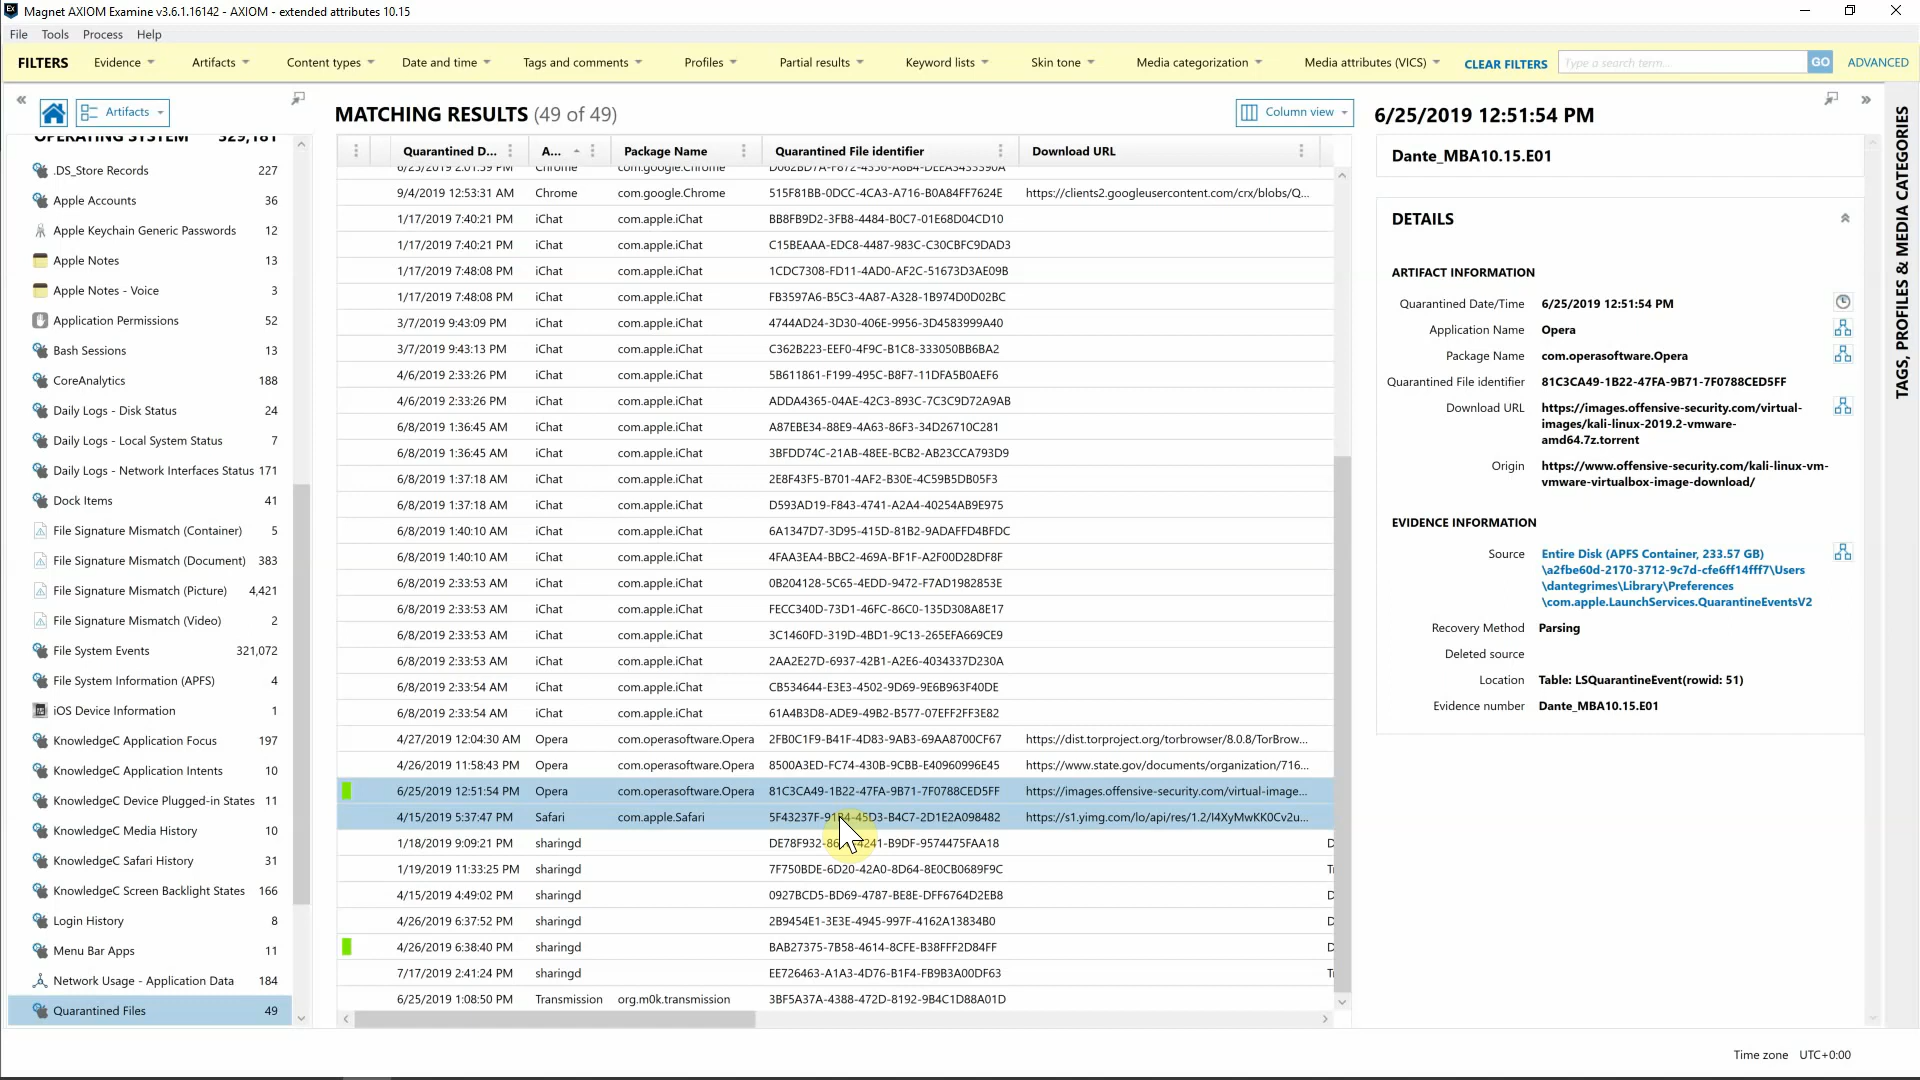 Magnet AXIOM Examine v3.6.1.16142 - AXIOM - extended attributes 10.15
File Tools Process Help
FILTERS Evidence Artifacts Content types Date and time Tags and comments Profiles Partial results Keyword lists Skin tone Media categorization Media attributes (VICS) CLEAR FILTERS Type a search term... GO ADVANCED
Artifacts
OPERATING SYSTEM 329,181
.DS_Store Records 227
Apple Accounts 36
Apple Keychain Generic Passwords 12
Apple Notes 13
Apple Notes - Voice 3
Application Permissions 52
Bash Sessions 13
CoreAnalytics 188
Daily Logs - Disk Status 24
Daily Logs - Local System Status 7
Daily Logs - Network Interfaces Status 171
Dock Items 41
File Signature Mismatch (Container) 5
File Signature Mismatch (Document) 383
File Signature Mismatch (Picture) 4,421
File Signature Mismatch (Video) 2
File System Events 321,072
File System Information (APFS) 4
iOS Device Information 1
KnowledgeC Application Focus 197
KnowledgeC Application Intents 10
KnowledgeC Device Plugged-in States 11
KnowledgeC Media History 10
KnowledgeC Safari History 31
KnowledgeC Screen Backlight States 166
Login History 8
Menu Bar Apps 11
Network Usage - Application Data 184
Quarantined Files 49
MATCHING RESULTS (49 of 49) Column view
Quarantined D... A... Package Name Quarantined File identifier Download URL
Chrome com.google.Chrome
9/4/2019 12:53:31 AM Chrome com.google.Chrome 515F81BB-0DCC-4CA3-A716-B0A84FF7624E https://clients2.googleusercontent.com/crx/blobs/Q...
1/17/2019 7:40:21 PM iChat com.apple.iChat BB8FB9D2-3FB8-4484-B0C7-01E68D04CD10
1/17/2019 7:40:21 PM iChat com.apple.iChat C15BEAAA-EDC8-4487-983C-C30CBFC9DAD3
1/17/2019 7:48:08 PM iChat com.apple.iChat 1CDC7308-FD11-4AD0-AF2C-51673D3AE09B
1/17/2019 7:48:08 PM iChat com.apple.iChat FB3597A6-B5C3-4A87-A328-1B974D0D02BC
3/7/2019 9:43:09 PM iChat com.apple.iChat 4744AD24-3D30-406E-9956-3D4583999A40
3/7/2019 9:43:13 PM iChat com.apple.iChat C362B223-EEF0-4F9C-B1C8-333050BB6BA2
4/6/2019 2:33:26 PM iChat com.apple.iChat 5B611861-F199-495C-B8F7-11DFA5B0AEF6
4/6/2019 2:33:26 PM iChat com.apple.iChat ADDA4365-04AE-42C3-893C-7C3C9D72A9AB
6/8/2019 1:36:45 AM iChat com.apple.iChat A87EBE34-88E9-4A63-86F3-34D26710C281
6/8/2019 1:36:45 AM iChat com.apple.iChat 3BFDD74C-21AB-48EE-BCB2-AB23CCA793D9
6/8/2019 1:37:18 AM iChat com.apple.iChat 2E8F43F5-B701-4AF2-B30E-4C59B5DB05F3
6/8/2019 1:37:18 AM iChat com.apple.iChat D593AD19-F843-4741-A2A4-40254AB9E975
6/8/2019 1:40:10 AM iChat com.apple.iChat 6A1347D7-3D95-415D-81B2-9ADAFFD4BFDC
6/8/2019 1:40:10 AM iChat com.apple.iChat 4FAA3EA4-BBC2-469A-BF1F-A2F00D28DF8F
6/8/2019 2:33:53 AM iChat com.apple.iChat 0B204128-5C65-4EDD-9472-F7AD1982853E
6/8/2019 2:33:53 AM iChat com.apple.iChat FECC340D-73D1-46FC-86C0-135D308A8E17
6/8/2019 2:33:53 AM iChat com.apple.iChat 3C1460FD-319D-4BD1-9C13-265EFA669CE9
6/8/2019 2:33:53 AM iChat com.apple.iChat 2AA2E27D-6937-42B1-A2E6-4034337D230A
6/8/2019 2:33:54 AM iChat com.apple.iChat CB534644-E3E3-4502-9D69-9E6B963F40DE
6/8/2019 2:33:54 AM iChat com.apple.iChat 61A4B3D8-ADE9-49B2-B577-07EFF2FF3E82
4/27/2019 12:04:30 AM Opera com.operasoftware.Opera 2FB0C1F9-B41F-4D83-9AB3-69AA8700CF67 https://dist.torproject.org/torbrowser/8.0.8/TorBrow...
4/26/2019 11:58:43 PM Opera com.operasoftware.Opera 8500A3ED-FC74-430B-9CBB-E40960996E45 https://www.state.gov/documents/organization/716...
6/25/2019 12:51:54 PM Opera com.operasoftware.Opera 81C3CA49-1B22-47FA-9B71-7F0788CED5FF https://images.offensive-security.com/virtual-image...
4/15/2019 5:37:47 PM Safari com.apple.Safari https://s1.yimg.com/lo/api/res/1.2/I4XyMwKK0Cv2u...
1/18/2019 9:09:21 PM sharingd D
1/19/2019 11:33:25 PM sharingd 7F750BDE-6D20-42A0-8D64-8E0CB0689F9C
4/15/2019 4:49:02 PM sharingd 0927BCD5-BD69-4787-BE8E-DFF6764D2EB8 D
4/26/2019 6:37:52 PM sharingd 2B9454E1-3E3E-4945-997F-4162A13834B0 D
4/26/2019 6:38:40 PM sharingd BAB27375-7B58-4614-8CFE-B38FFF2D84FF D
7/17/2019 2:41:24 PM sharingd EE726463-A1A3-4D76-B1F4-FB9B3A00DF63
6/25/2019 1:08:50 PM Transmission org.m0k.transmission 3BF5A37A-4388-472D-8192-9B4C1D88A01D
6/25/2019 12:51:54 PM
Dante_MBA10.15.E01
DETAILS
ARTIFACT INFORMATION
Quarantined Date/Time 6/25/2019 12:51:54 PM
Application Name Opera
Package Name com.operasoftware.Opera
Quarantined File identifier 81C3CA49-1B22-47FA-9B71-7F0788CED5FF
Download URL https://images.offensive-security.com/virtual-
images/kali-linux-2019.2-vmware-
amd64.7z.torrent
Origin https://www.offensive-security.com/kali-linux-vm-
vmware-virtualbox-image-download/
EVIDENCE INFORMATION
Source Entire Disk (APFS Container, 233.57 GB)
\a2fbe60d-2170-3712-9c7d-cfe6ff14fff7\Users
\dantegrimes\Library\Preferences
\com.apple.LaunchServices.QuarantineEventsV2
Recovery Method Parsing
Deleted source
Location Table: LSQuarantineEvent(rowid: 51)
Evidence number Dante_MBA10.15.E01
TAGS, PROFILES & MEDIA CATEGORIES
Time zone UTC+0:00